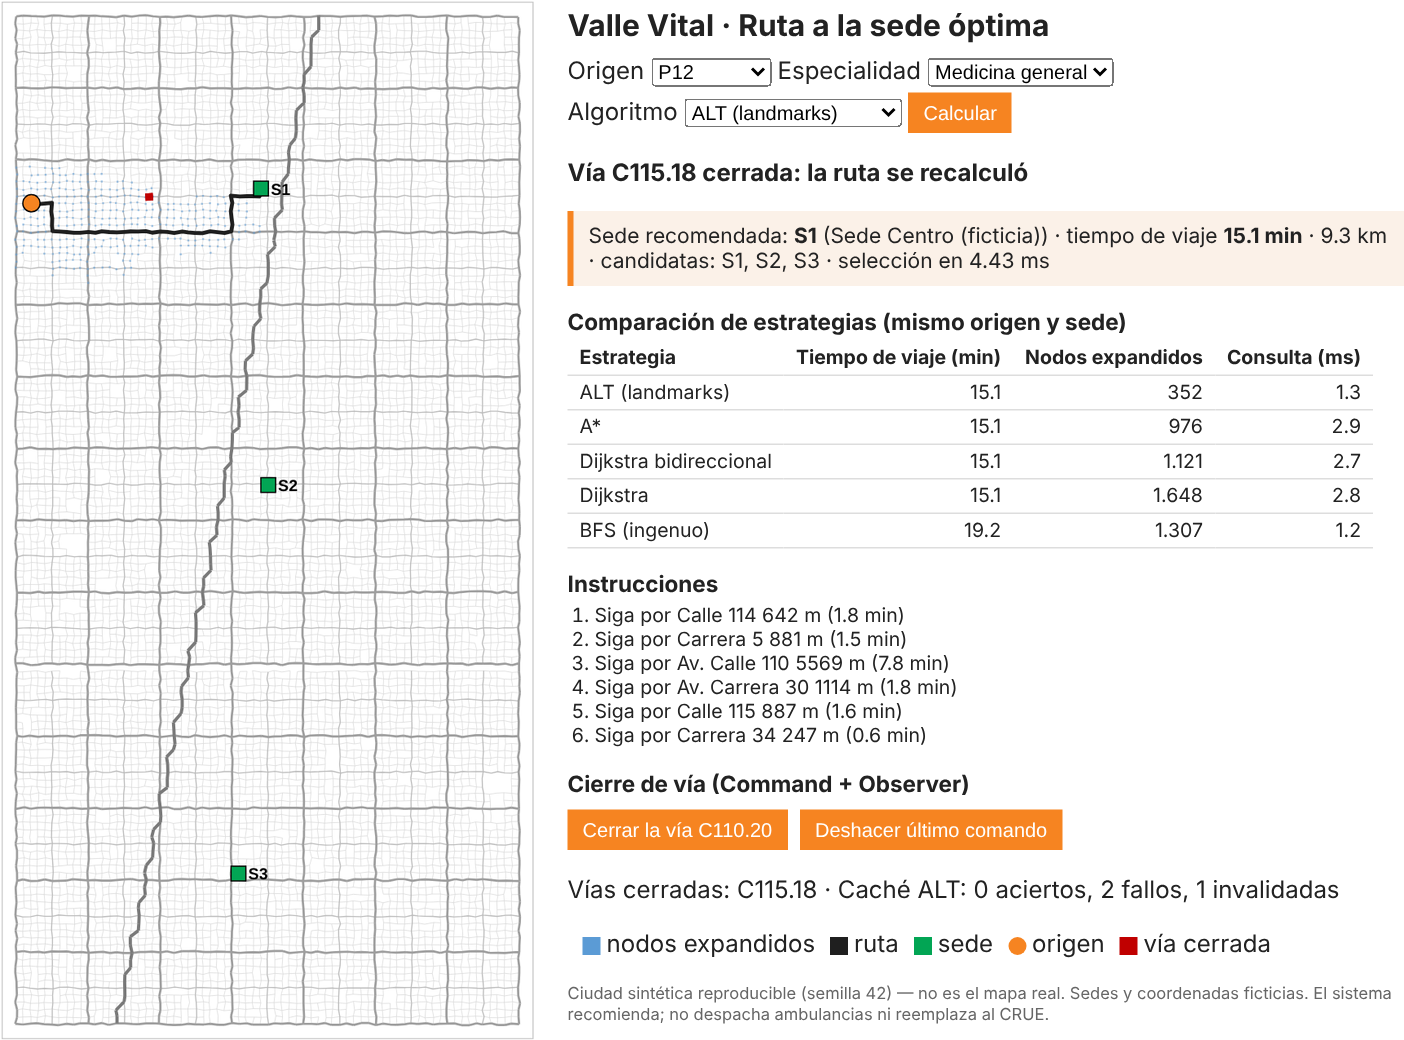 Valle Vital · Ruta a la sede óptima
Origen P12 Especialidad Medicina general
Algoritmo ALT (landmarks) Calcular
Vía C115.18 cerrada: la ruta se recalculó
Sede recomendada: S1 (Sede Centro (ficticia)) · tiempo de viaje 15.1 min · 9.3 km
· candidatas: S1, S2, S3 · selección en 4.43 ms
Comparación de estrategias (mismo origen y sede)
Estrategia Tiempo de viaje (min) Nodos expandidos Consulta (ms)
ALT (landmarks) 15.1 352 1.3
A* 15.1 976 2.9
Dijkstra bidireccional 15.1 1.121 2.7
Dijkstra 15.1 1.648 2.8
BFS (ingenuo) 19.2 1.307 1.2
Instrucciones
1. Siga por Calle 114 642 m (1.8 min)
2. Siga por Carrera 5 881 m (1.5 min)
3. Siga por Av. Calle 110 5569 m (7.8 min)
4. Siga por Av. Carrera 30 1114 m (1.8 min)
5. Siga por Calle 115 887 m (1.6 min)
6. Siga por Carrera 34 247 m (0.6 min)
Cierre de vía (Command + Observer)
Cerrar la vía C110.20 Deshacer último comando
Vías cerradas: C115.18 · Caché ALT: 0 aciertos, 2 fallos, 1 invalidadas
nodos expandidos ruta sede origen vía cerrada
Ciudad sintética reproducible (semilla 42) — no es el mapa real. Sedes y coordenadas ficticias. El sistema
recomienda; no despacha ambulancias ni reemplaza al CRUE.
S1
S2
S3